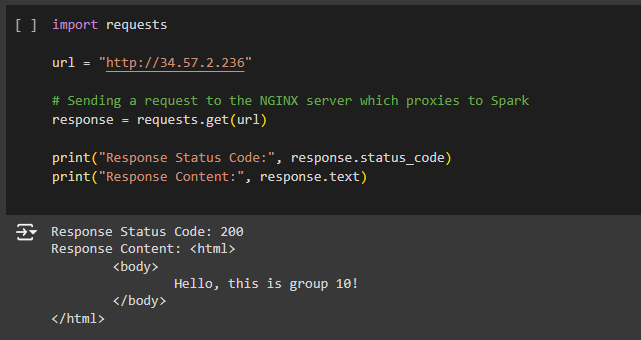 [ ] import requests
url = "http://34.57.2.236"
# Sending a request to the NGINX server which proxies to Spark
response = requests.get(url)
print("Response Status Code:", response.status_code)
print("Response Content:", response.text)
Response Status Code: 200
Response Content: <html>
<body>
Hello, this is group 10!
</body>
</html>